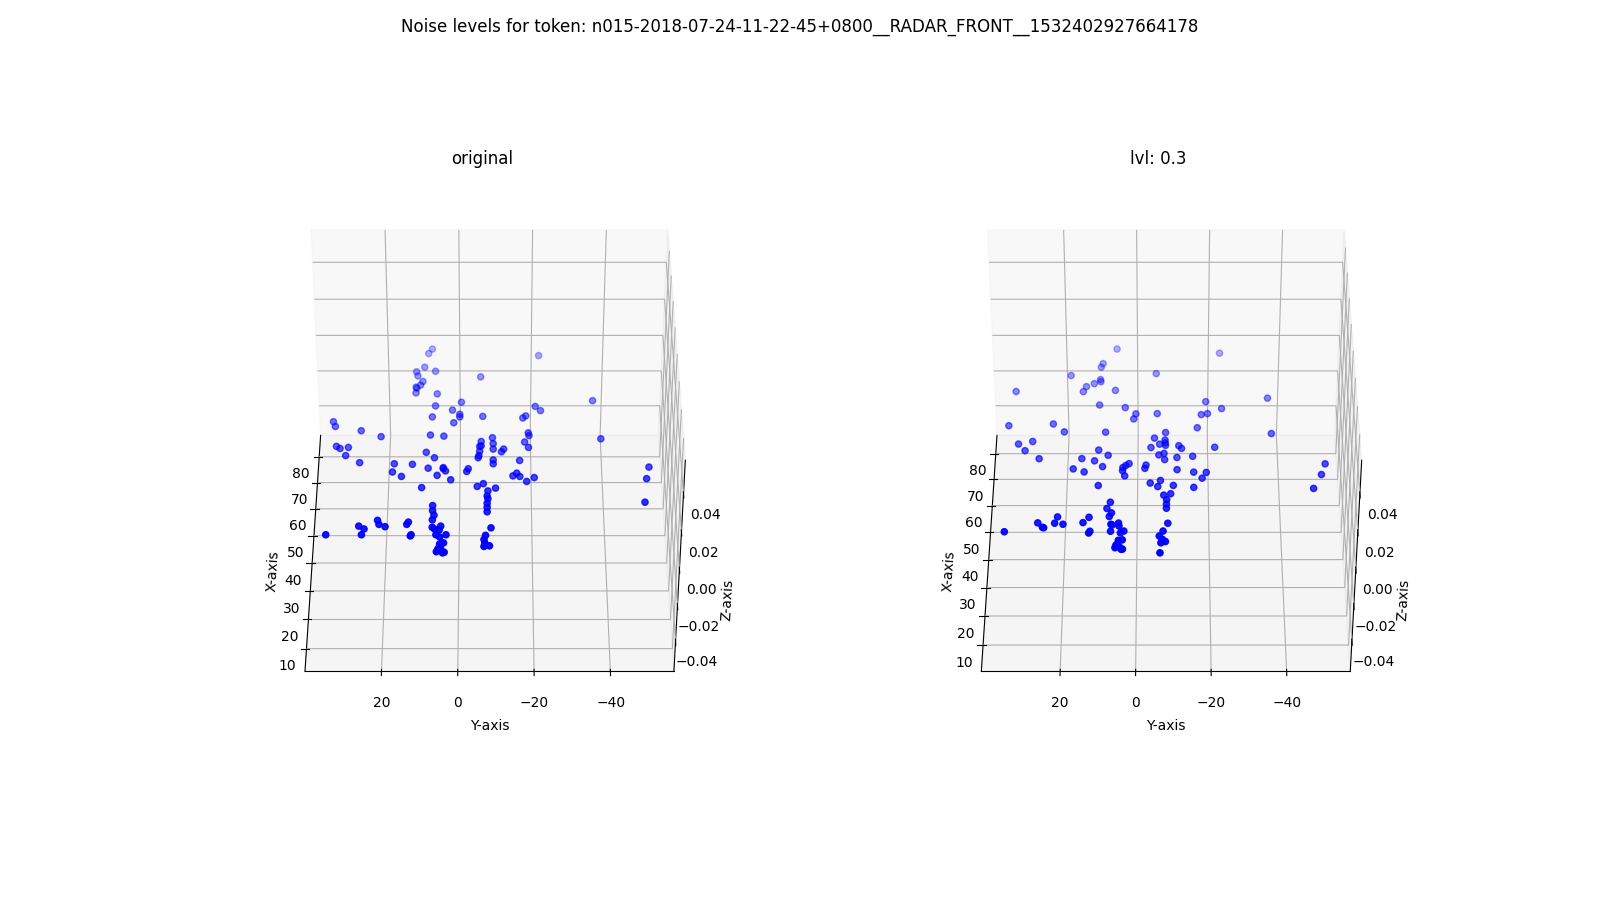 Noise levels for token: n015-2018-07-24-11-22-45+0800__RADAR_FRONT__1532402927664178
original
80
70
60
50
40
30
20
10
X-axis
0.04
0.02
0.00
−0.02
−0.04
Z-axis
20 0 −20 −40
Y-axis
lvl: 0.3
80
70
60
50
40
30
20
10
X-axis
0.04
0.02
0.00
−0.02
−0.04
Z-axis
20 0 −20 −40
Y-axis